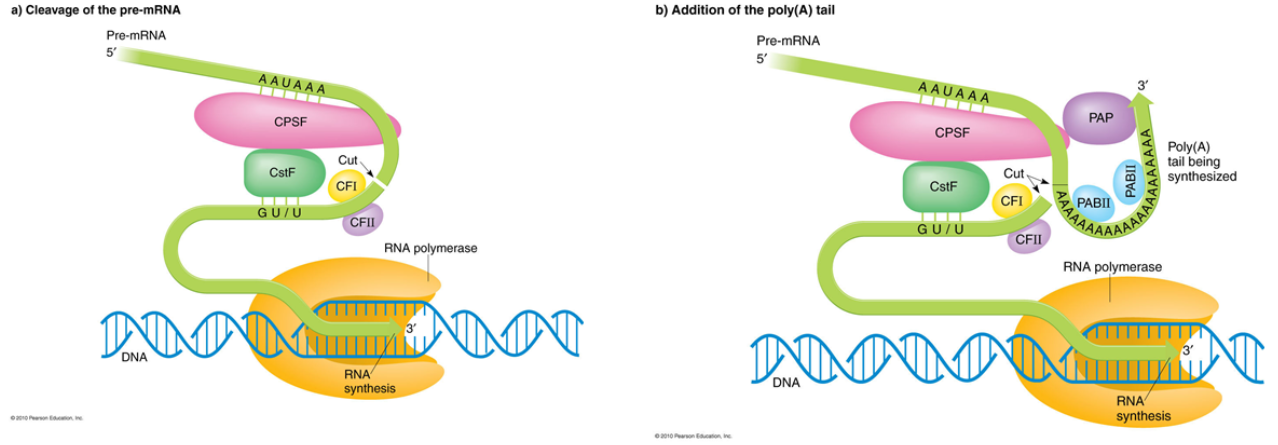 a) Cleavage of the pre-mRNA
Pre-mRNA
5′
AAUAAA
CPSF
CstF
Cut
CFI
GU/U
CFII
RNA polymerase
3′
DNA
RNA
synthesis
© 2010 Pearson Education, Inc.
b) Addition of the poly(A) tail
Pre-mRNA
5′
AAUAAA
3′
PAP
CPSF
Poly(A)
tail being
synthesized
CstF
Cut
CFI
PABII
PABII
GU/U
CFII
RNA polymerase
3′
DNA
RNA
synthesis
© 2010 Pearson Education, Inc.